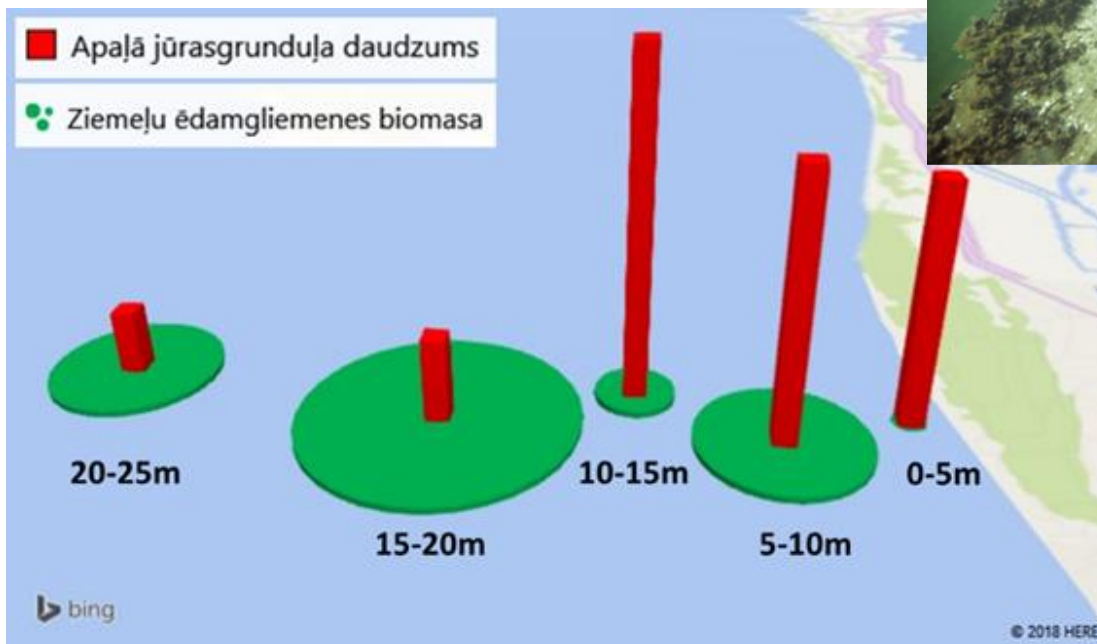 Apaļā jūrasgrunduļa daudzums
Ziemeļu ēdamgliemenes biomasa
20-25m
15-20m
10-15m
5-10m
0-5m
bing
© 2018 HERE